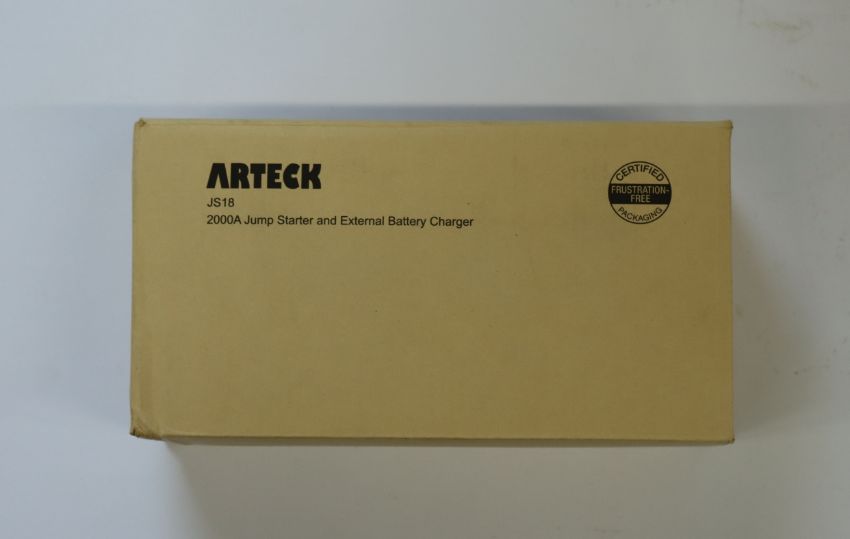 ARTECK
JS18
2000A Jump Starter and External Battery Charger
CERTIFIED
FRUSTRATION-
FREE
PACKAGING